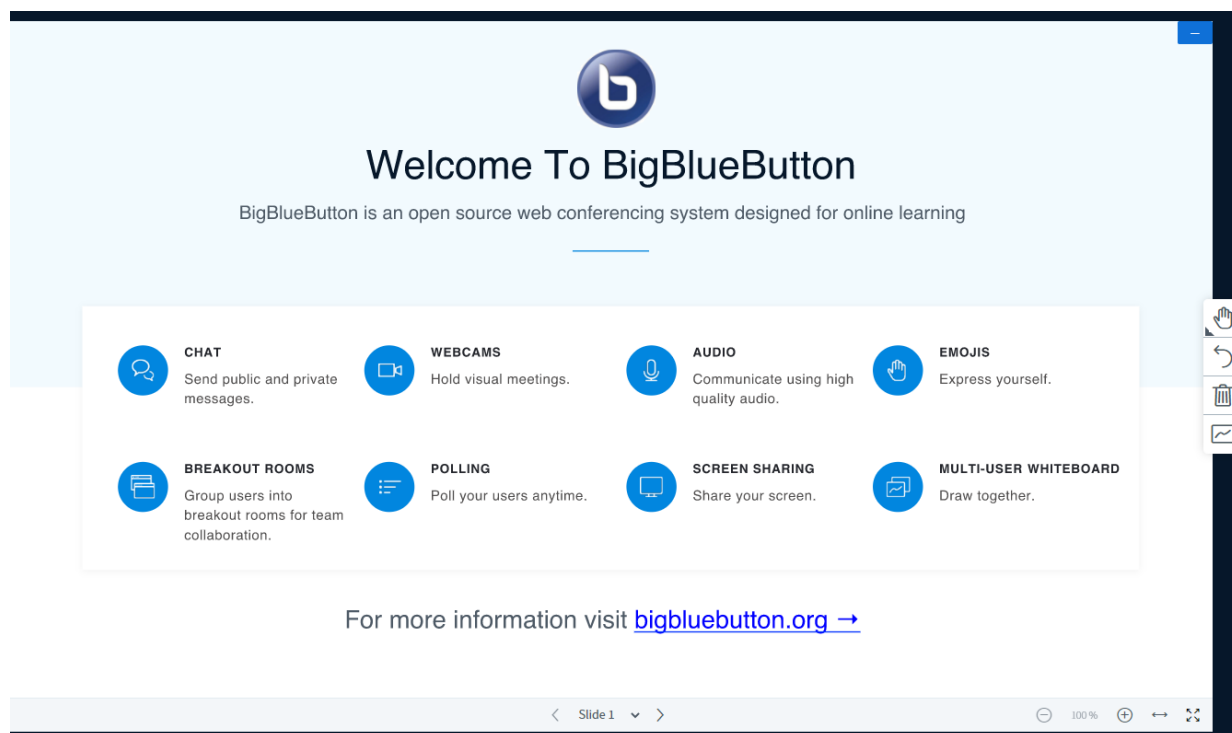 Welcome To BigBlueButton
BigBlueButton is an open source web conferencing system designed for online learning
CHAT
Send public and private
messages.
WEBCAMS
Hold visual meetings.
AUDIO
Communicate using high
quality audio.
EMOJIS
Express yourself.
BREAKOUT ROOMS
Group users into
breakout rooms for team
collaboration.
POLLING
Poll your users anytime.
SCREEN SHARING
Share your screen.
MULTI-USER WHITEBOARD
Draw together.
For more information visit bigbluebutton.org →
Slide 1
100 %